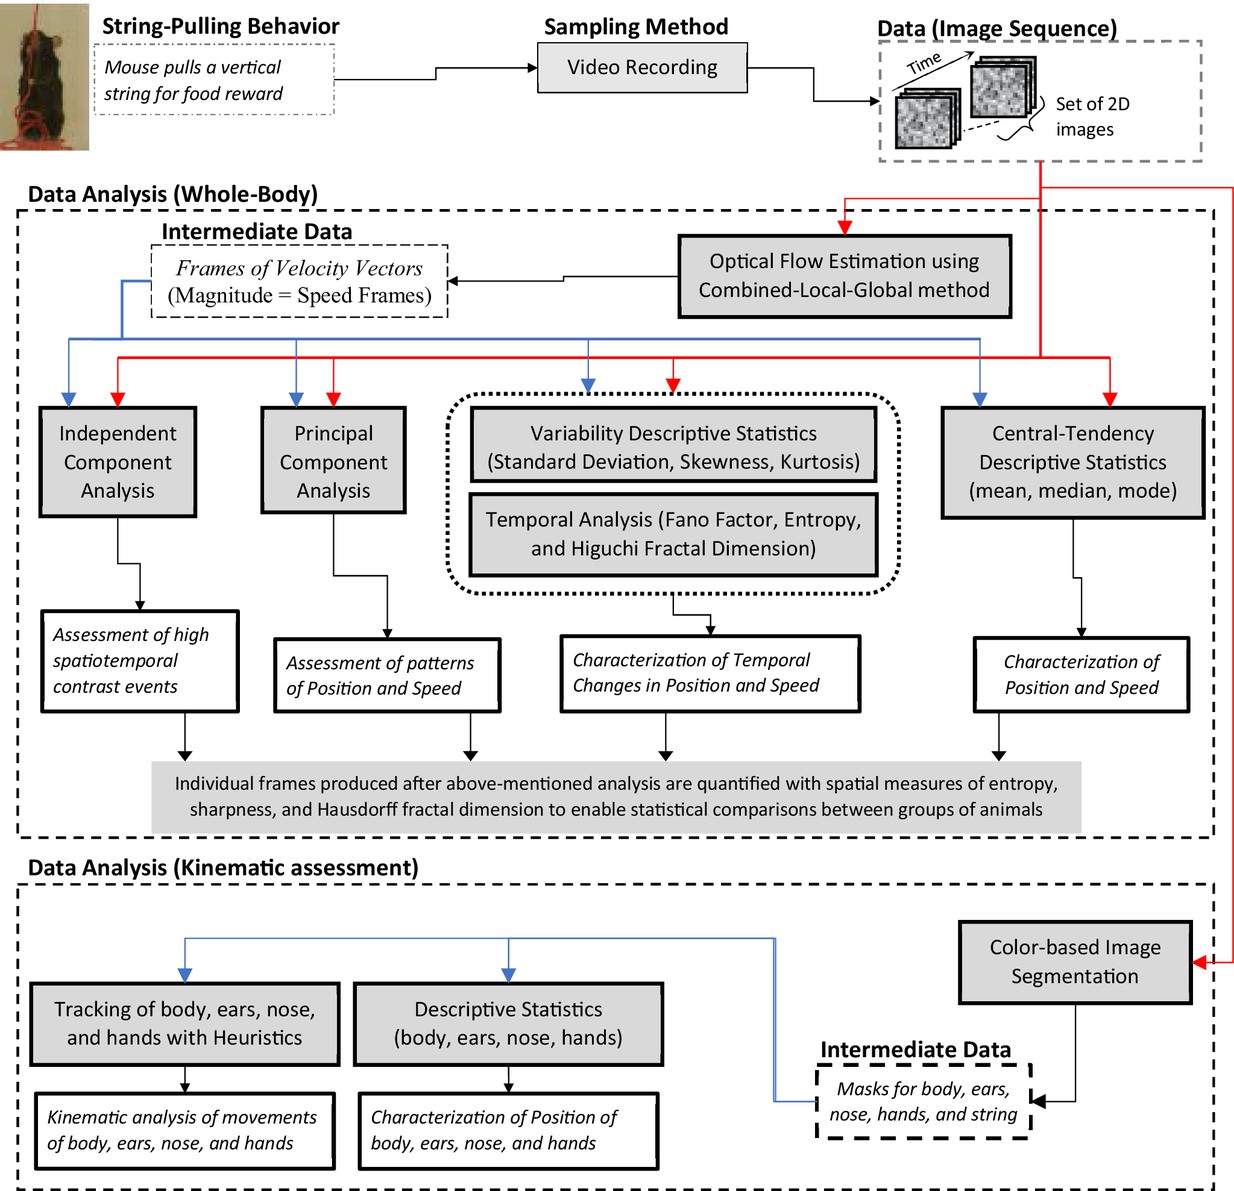 String-Pulling Behavior
Mouse pulls a vertical
string for food reward
Sampling Method
Video Recording
Data (Image Sequence)
Time
Set of 2D
images
Data Analysis (Whole-Body)
Intermediate Data
Frames of Velocity Vectors
(Magnitude = Speed Frames)
Optical Flow Estimation using
Combined-Local-Global method
Independent
Component
Analysis
Principal
Component
Analysis
Variability Descriptive Statistics
(Standard Deviation, Skewness, Kurtosis)
Temporal Analysis (Fano Factor, Entropy,
and Higuchi Fractal Dimension)
Central-Tendency
Descriptive Statistics
(mean, median, mode)
Assessment of high
spatiotemporal
contrast events
Assessment of patterns
of Position and Speed
Characterization of Temporal
Changes in Position and Speed
Characterization of
Position and Speed
Individual frames produced after above-mentioned analysis are quantified with spatial measures of entropy,
sharpness, and Hausdorff fractal dimension to enable statistical comparisons between groups of animals
Data Analysis (Kinematic assessment)
Color-based Image
Segmentation
Tracking of body, ears, nose,
and hands with Heuristics
Descriptive Statistics
(body, ears, nose, hands)
Intermediate Data
Masks for body, ears,
nose, hands, and string
Kinematic analysis of movements
of body, ears, nose, and hands
Characterization of Position of
body, ears, nose, and hands